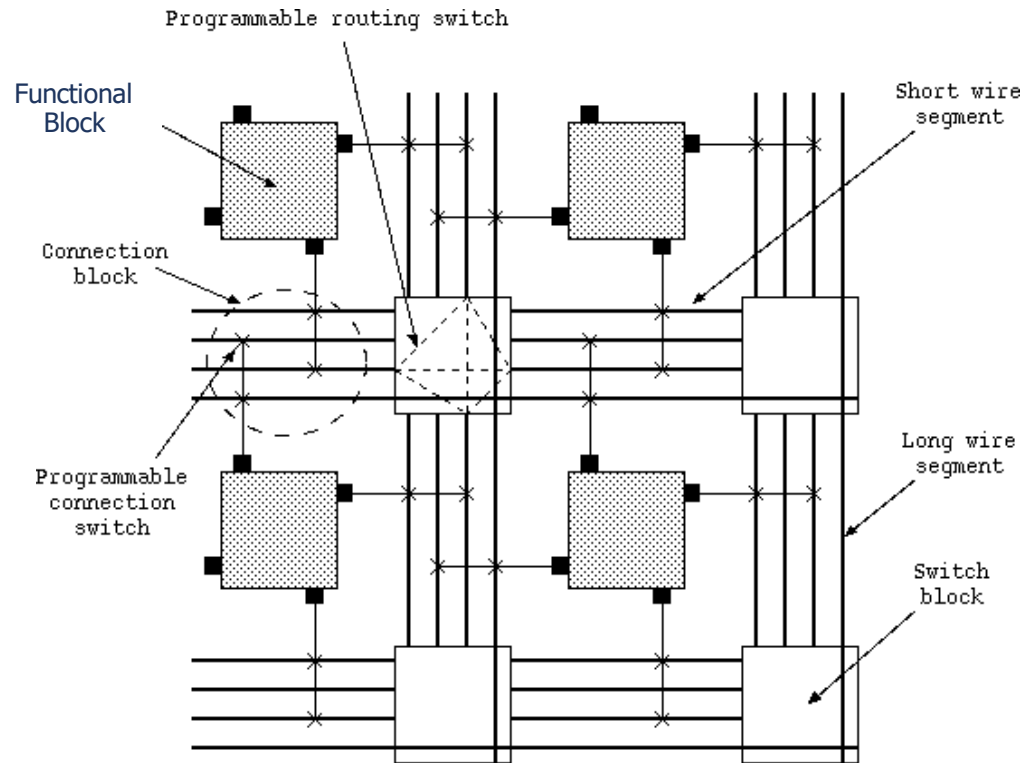 Programmable routing switch
Functional
Block
Short wire
segment
Connection
block
Programmable
connection
switch
Long wire
segment
Switch
block